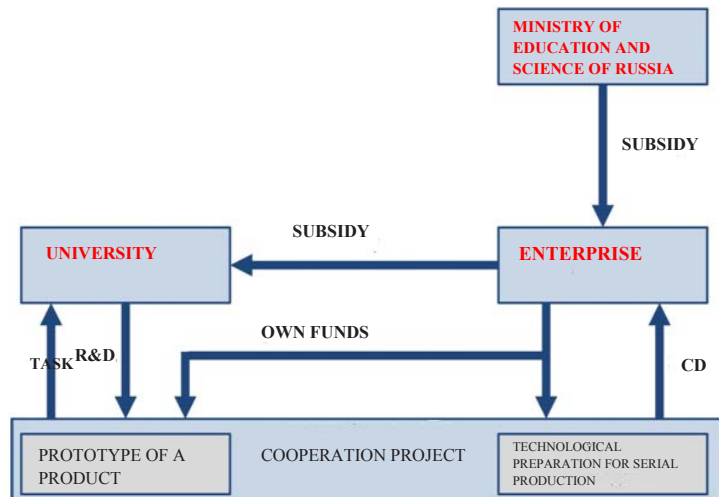 MINISTRY OF
EDUCATION AND
SCIENCE OF RUSSIA
SUBSIDY
SUBSIDY
UNIVERSITY
ENTERPRISE
OWN FUNDS
TASK
R&D
CD
PROTOTYPE OF A
PRODUCT
COOPERATION PROJECT
TECHNOLOGICAL
PREPARATION FOR SERIAL
PRODUCTION